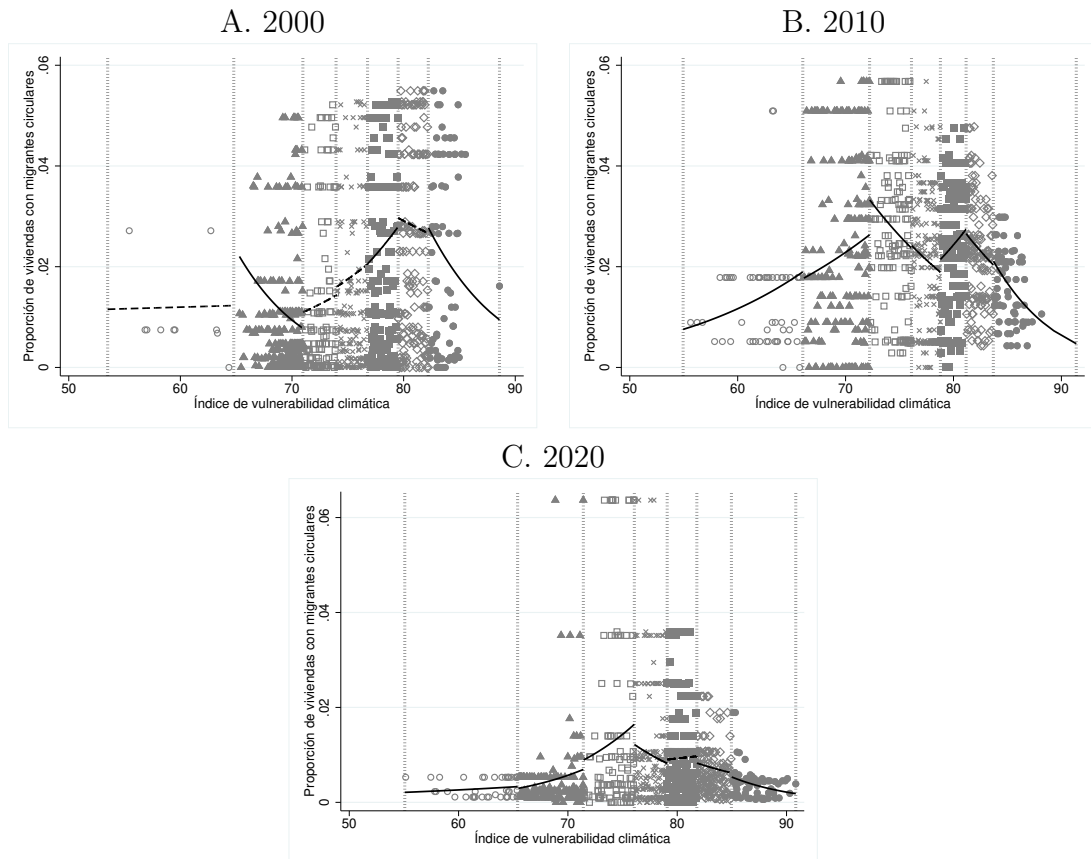 A. 2000
Proporción de viviendas con migrantes circulares
0 .02 .04 .06
50 60 70 80 90
Índice de vulnerabilidad climática
B. 2010
Proporción de viviendas con migrantes circulares
0 .02 .04 .06
50 60 70 80 90
Índice de vulnerabilidad climática
C. 2020
Proporción de viviendas con migrantes circulares
0 .02 .04 .06
50 60 70 80 90
Índice de vulnerabilidad climática